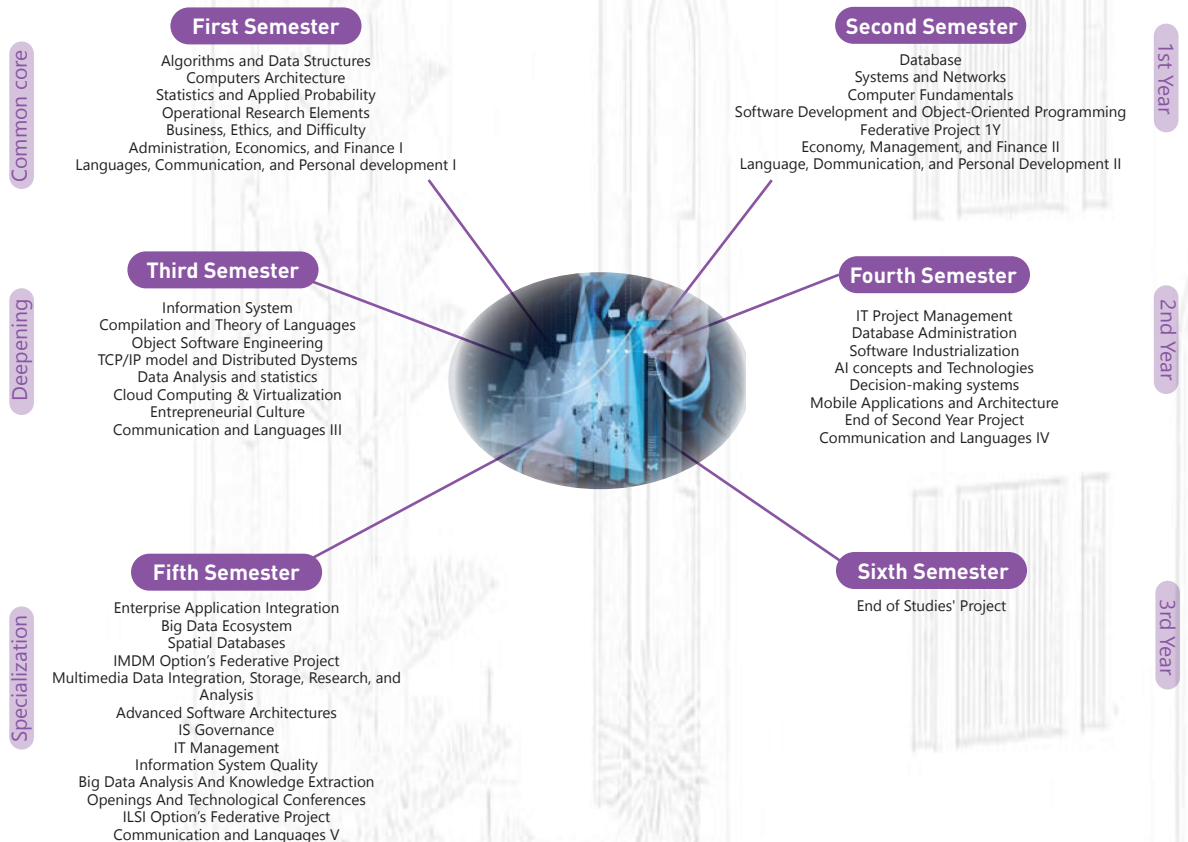 First Semester
Algorithms and Data Structures
Computers Architecture
Statistics and Applied Probability
Operational Research Elements
Business, Ethics, and Difficulty
Administration, Economics, and Finance I
Languages, Communication, and Personal development I
Second Semester
Database
Systems and Networks
Computer Fundamentals
Software Development and Object-Oriented Programming
Federative Project 1Y
Economy, Management, and Finance II
Language, Dommunication, and Personal Development II
Common core
1st Year
Third Semester
Information System
Compilation and Theory of Languages
Object Software Engineering
TCP/IP model and Distributed Dystems
Data Analysis and statistics
Cloud Computing & Virtualization
Entrepreneurial Culture
Communication and Languages III
Fourth Semester
IT Project Management
Database Administration
Software Industrialization
AI concepts and Technologies
Decision-making systems
Mobile Applications and Architecture
End of Second Year Project
Communication and Languages IV
Deepening
2nd Year
Fifth Semester
Enterprise Application Integration
Big Data Ecosystem
Spatial Databases
IMDM Option’s Federative Project
Multimedia Data Integration, Storage, Research, and
Analysis
Advanced Software Architectures
IS Governance
IT Management
Information System Quality
Big Data Analysis And Knowledge Extraction
Openings And Technological Conferences
ILSI Option’s Federative Project
Communication and Languages V
Sixth Semester
End of Studies' Project
Specialization
3rd Year